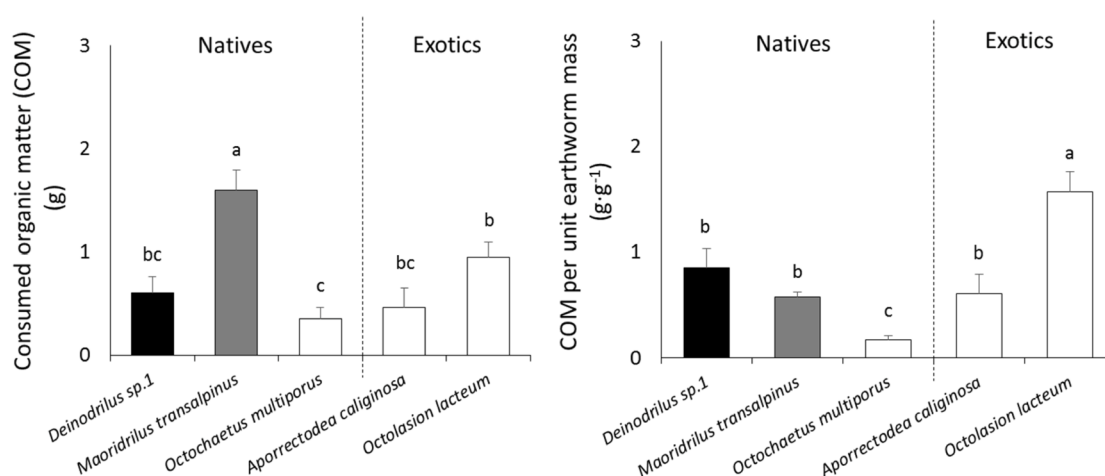 Consumed organic matter (COM)
(g)
3
2
1
0
Natives
Exotics
bc
a
c
bc
b
Deinodrilus sp.1
Maoridrilus transalpinus
Octochaetus multiporus
Aporrectodea caliginosa
Octolasion lacteum
COM per unit earthworm mass
(g·g⁻¹)
3
2
1
0
Natives
Exotics
b
b
c
b
a
Deinodrilus sp.1
Maoridrilus transalpinus
Octochaetus multiporus
Aporrectodea caliginosa
Octolasion lacteum